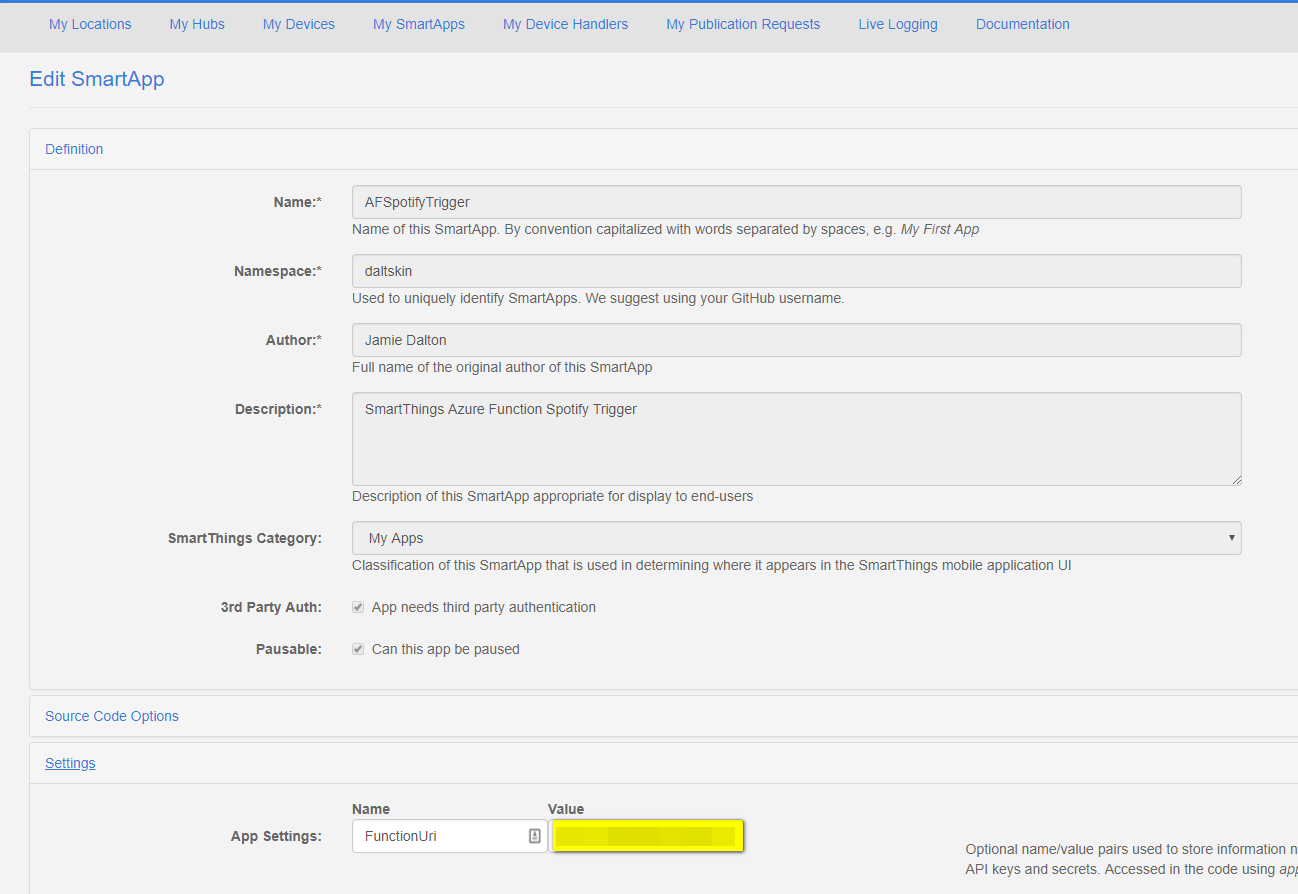 My Locations My Hubs My Devices My SmartApps My Device Handlers My Publication Requests Live Logging Documentation
Edit SmartApp
Definition
Name:* AFSpotifyTrigger
Name of this SmartApp. By convention capitalized with words separated by spaces, e.g. My First App
Namespace:* daltskin
Used to uniquely identify SmartApps. We suggest using your GitHub username.
Author:* Jamie Dalton
Full name of the original author of this SmartApp
Description:* SmartThings Azure Function Spotify Trigger
Description of this SmartApp appropriate for display to end-users
SmartThings Category: My Apps
Classification of this SmartApp that is used in determining where it appears in the SmartThings mobile application UI
3rd Party Auth: App needs third party authentication
Pausable: Can this app be paused
Source Code Options
Settings
Name Value
App Settings: FunctionUri
Optional name/value pairs used to store information n
API keys and secrets. Accessed in the code using app